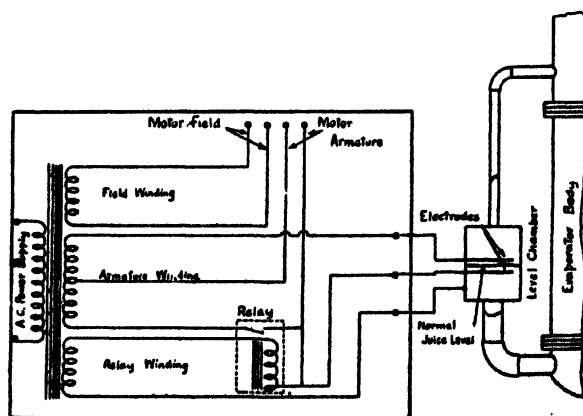 Motor Field
Motor
Armature
Field Winding
Electrodes
Level Chamber
Evaporator Body
A.C. Power Supply
Armature Winding
Relay
Normal
Juice Level
Relay Winding